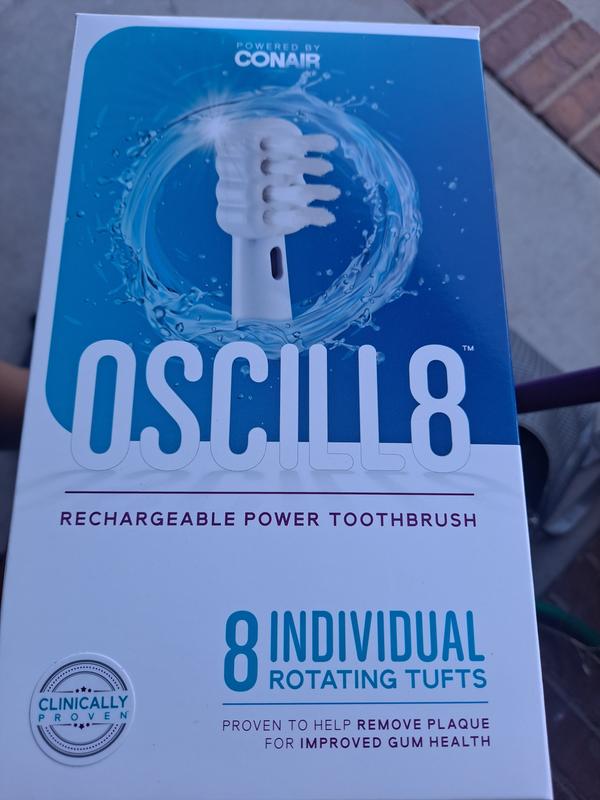 POWERED BY
CONAIR
OSCILL8™
RECHARGEABLE POWER TOOTHBRUSH
8 INDIVIDUAL
ROTATING TUFTS
PROVEN TO HELP REMOVE PLAQUE
FOR IMPROVED GUM HEALTH
CLINICALLY
PROVEN